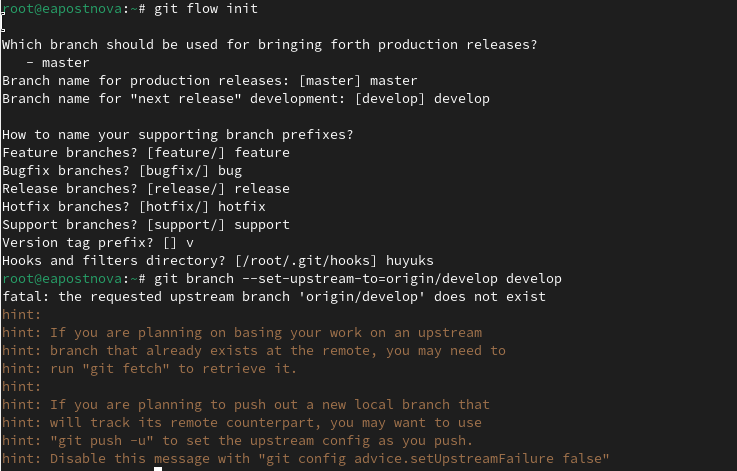 root@eapostnova:~# git flow init
Which branch should be used for bringing forth production releases?
   - master
Branch name for production releases: [master] master
Branch name for "next release" development: [develop] develop
How to name your supporting branch prefixes?
Feature branches? [feature/] feature
Bugfix branches? [bugfix/] bug
Release branches? [release/] release
Hotfix branches? [hotfix/] hotfix
Support branches? [support/] support
Version tag prefix? [] v
Hooks and filters directory? [/root/.git/hooks] huyuks
root@eapostnova:~# git branch --set-upstream-to=origin/develop develop
fatal: the requested upstream branch 'origin/develop' does not exist
hint:
hint: If you are planning on basing your work on an upstream
hint: branch that already exists at the remote, you may need to
hint: run "git fetch" to retrieve it.
hint:
hint: If you are planning to push out a new local branch that
hint: will track its remote counterpart, you may want to use
hint: "git push -u" to set the upstream config as you push.
hint: Disable this message with "git config advice.setUpstreamFailure false"